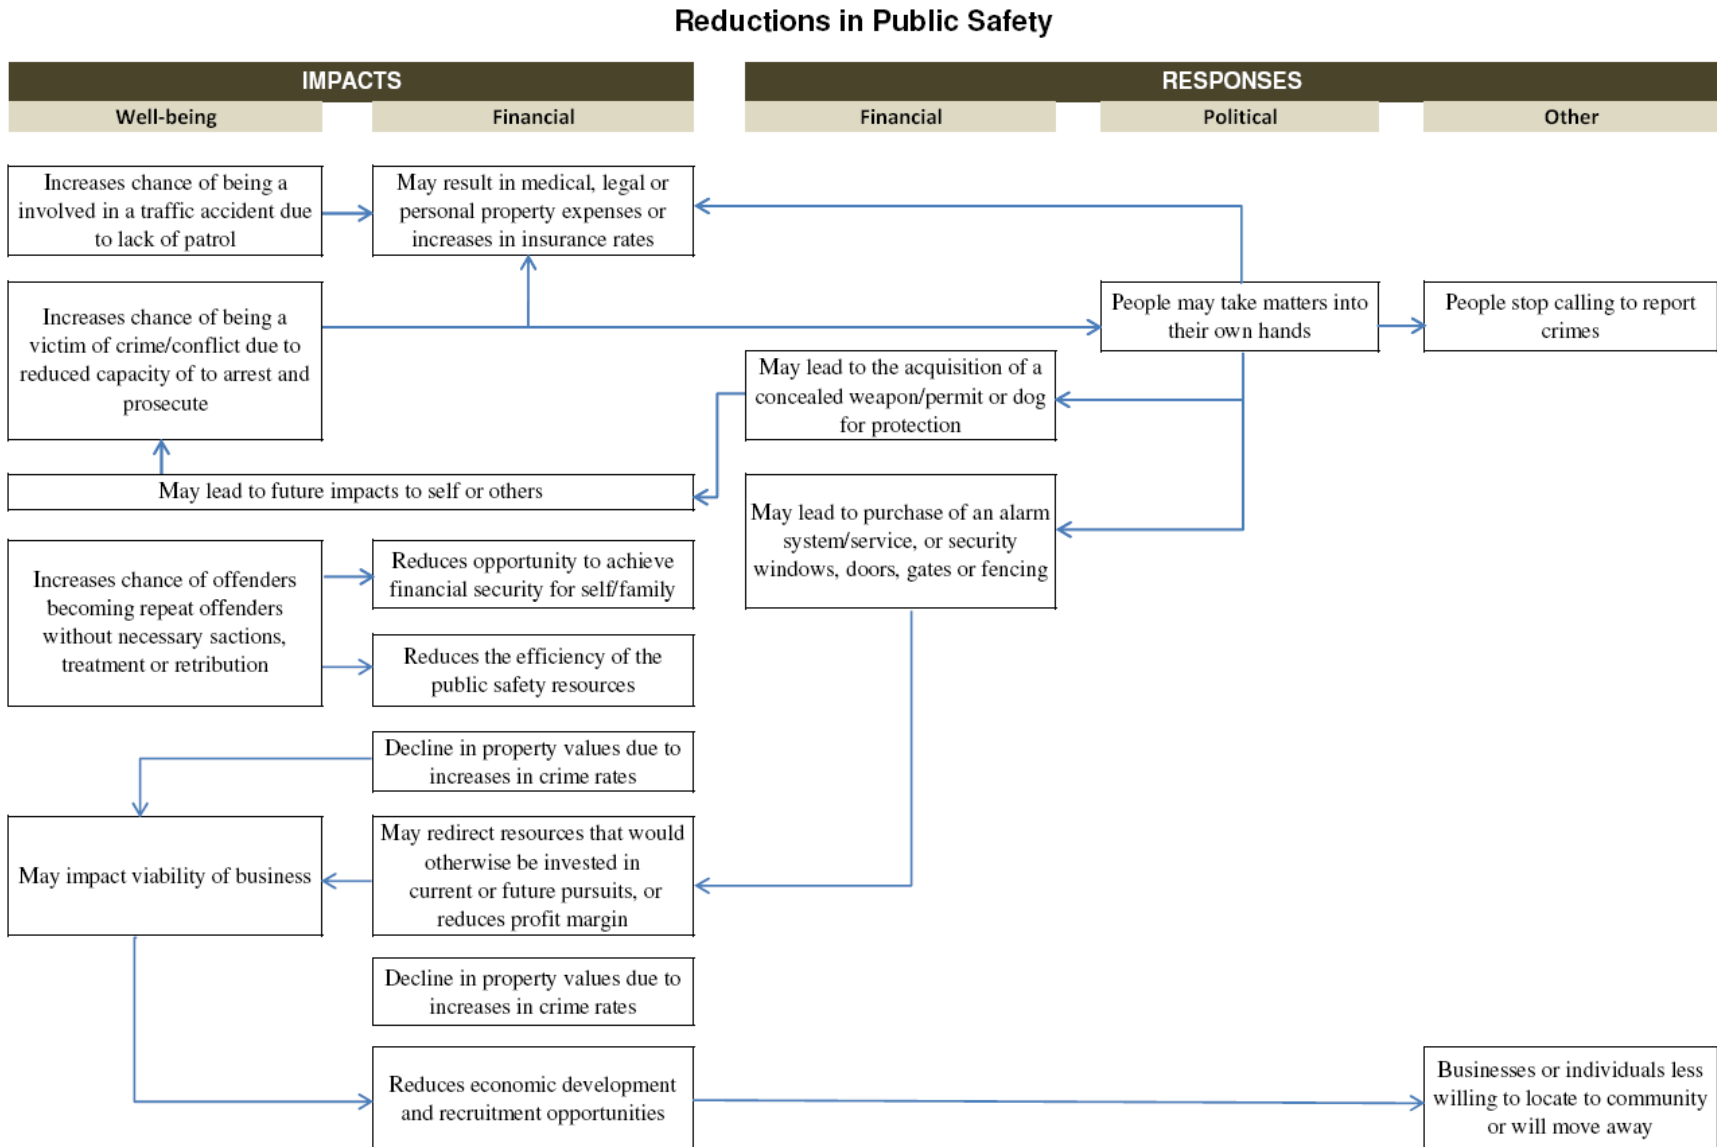 Reductions in Public Safety
IMPACTS
RESPONSES
Well-being
Financial
Financial
Political
Other
Increases chance of being a
involved in a traffic accident due
to lack of patrol
May result in medical, legal or
personal property expenses or
increases in insurance rates
Increases chance of being a
victim of crime/conflict due to
reduced capacity of to arrest and
prosecute
People may take matters into
their own hands
People stop calling to report
crimes
May lead to the acquisition of a
concealed weapon/permit or dog
for protection
May lead to future impacts to self or others
May lead to purchase of an alarm
system/service, or security
windows, doors, gates or fencing
Increases chance of offenders
becoming repeat offenders
without necessary sactions,
treatment or retribution
Reduces opportunity to achieve
financial security for self/family
Reduces the efficiency of the
public safety resources
Decline in property values due to
increases in crime rates
May impact viability of business
May redirect resources that would
otherwise be invested in
current or future pursuits, or
reduces profit margin
Decline in property values due to
increases in crime rates
Reduces economic development
and recruitment opportunities
Businesses or individuals less
willing to locate to community
or will move away